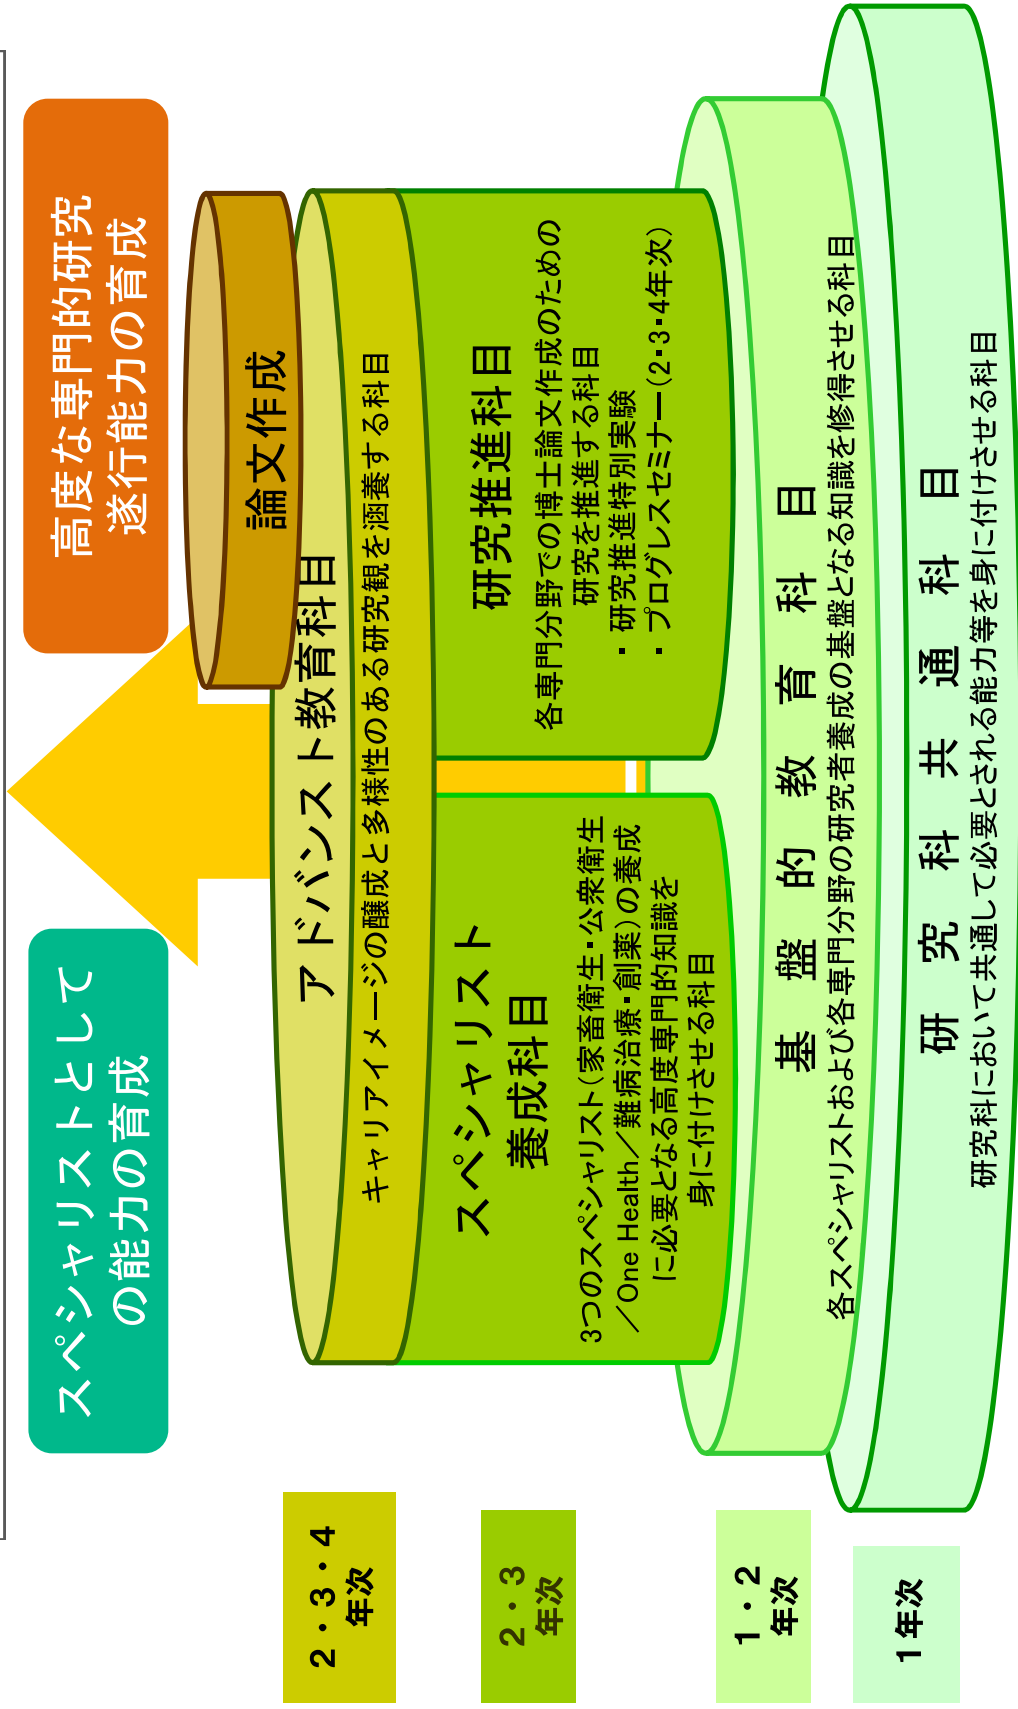 スペシャリストとして
の能力の育成
高度な専門的研究
遂行能力の育成
論文作成
2・3・4
年次
アドバンスト教育科目
キャリアイメージの醸成と多様性のある研究観を涵養する科目
2・3
年次
スペシャリスト
養成科目
3つのスペシャリスト(家畜衛生・公衆衛生
/One Health/難病治療・創薬)の養成
に必要となる高度専門的知識を
身に付けさせる科目
研究推進科目
各専門分野での博士論文作成のための
研究を推進する科目
・ 研究推進特別実験
・ プログレスセミナー(2・3・4年次)
1・2
年次
基盤的教育科目
各スペシャリストおよび各専門分野の研究者養成の基盤となる知識を修得させる科目
1年次
研究科共通科目
研究科において共通して必要とされる能力等を身に付けさせる科目